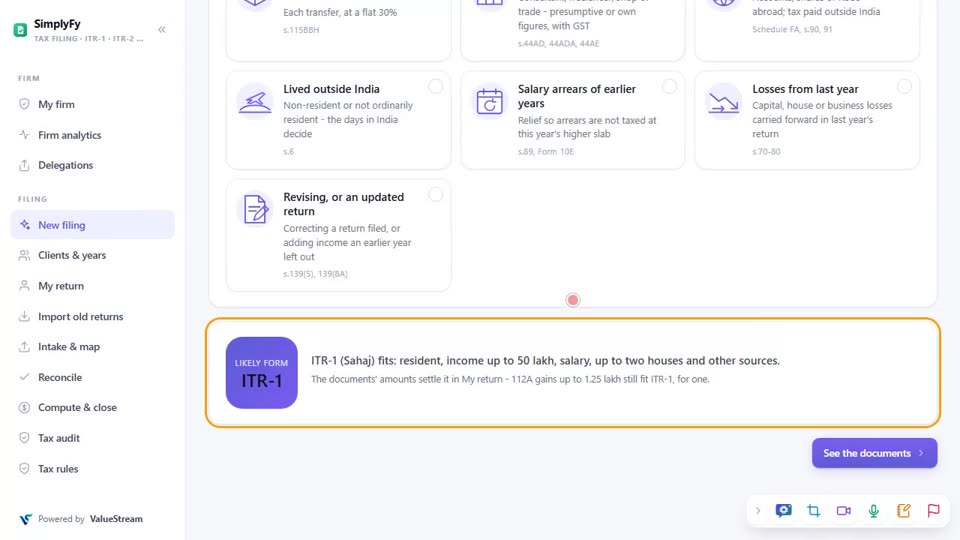 SimplyFy
TAX FILING · ITR-1 · ITR-2 ...
FIRM
My firm
Firm analytics
Delegations
FILING
New filing
Clients & years
My return
Import old returns
Intake & map
Reconcile
Compute & close
Tax audit
Tax rules
Powered by ValueStream
Each transfer, at a flat 30%
s.115BBH
trade - presumptive or own
figures, with GST
s.44AD, 44ADA, 44AE
abroad; tax paid outside India
Schedule FA, s.90, 91
Lived outside India
Non-resident or not ordinarily
resident - the days in India
decide
s.6
Salary arrears of earlier
years
Relief so arrears are not taxed at
this year's higher slab
s.89, Form 10E
Losses from last year
Capital, house or business losses
carried forward in last year's
return
s.70-80
Revising, or an updated
return
Correcting a return filed, or
adding income an earlier year
left out
s.139(5), 139(8A)
LIKELY FORM
ITR-1
ITR-1 (Sahaj) fits: resident, income up to 50 lakh, salary, up to two houses and other sources.
The documents' amounts settle it in My return - 112A gains up to 1.25 lakh still fit ITR-1, for one.
See the documents